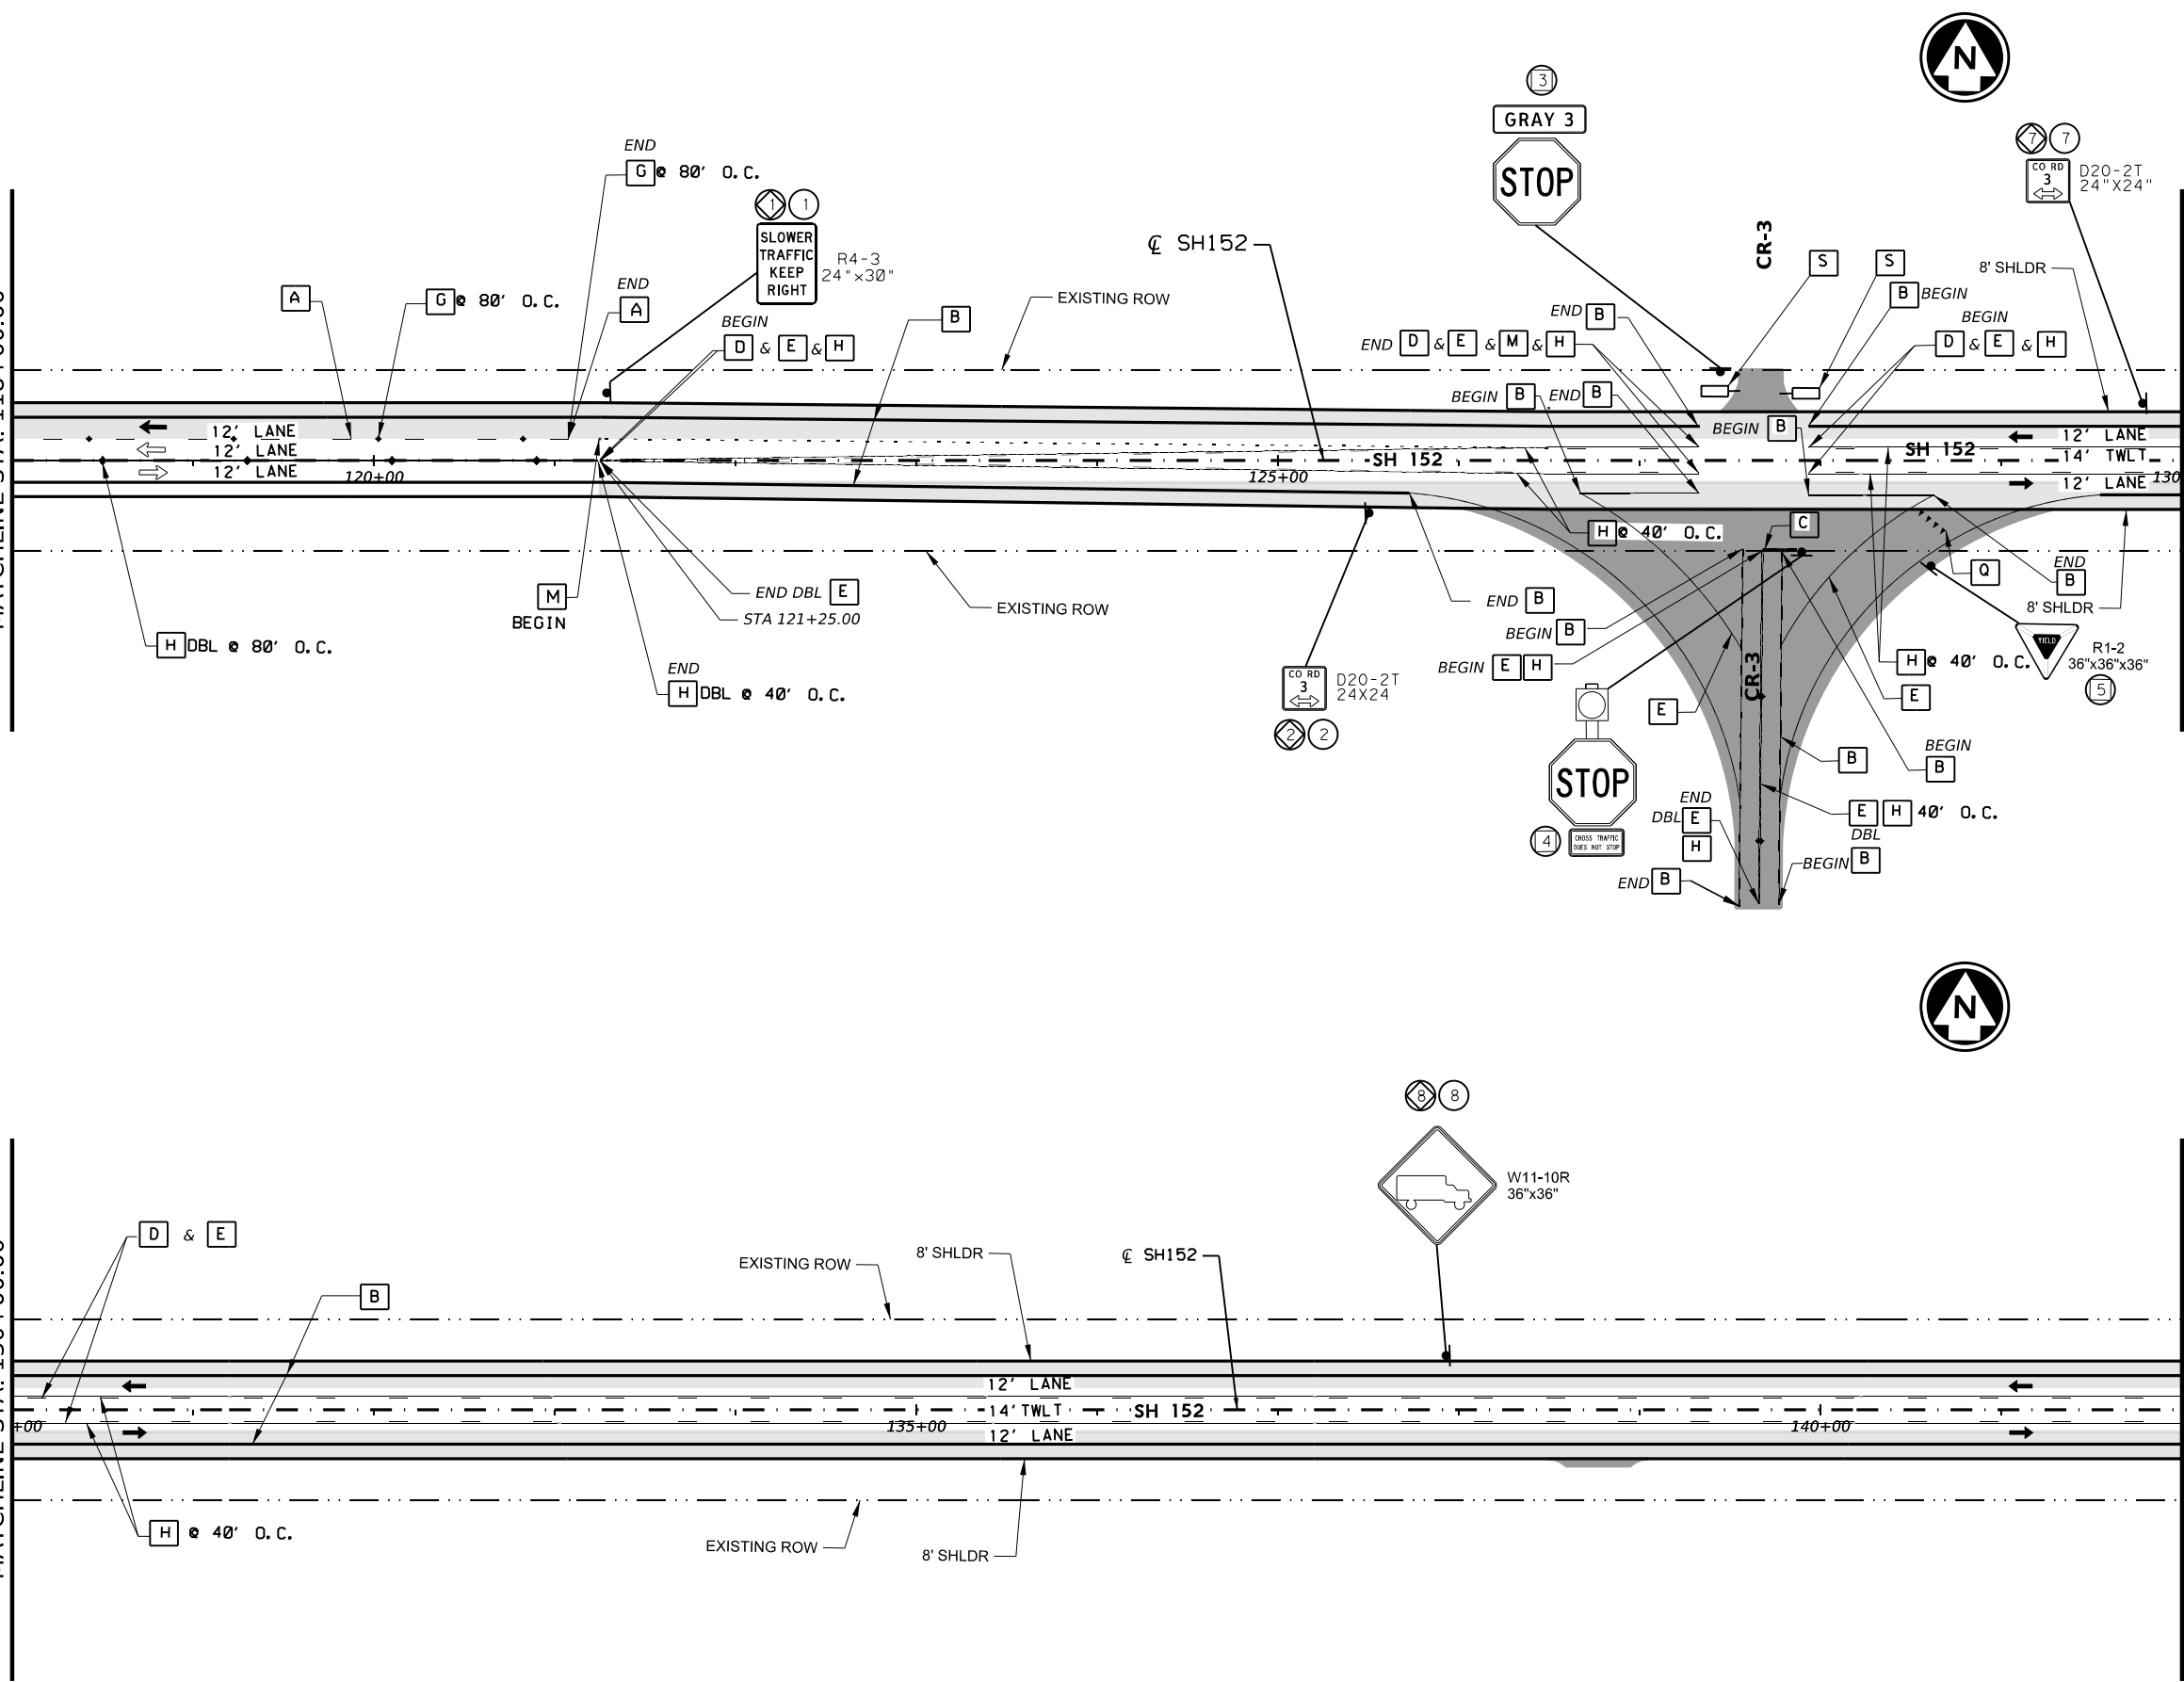 N
3
GRAY 3
STOP
7 7
CO RD
3
D20-2T
24"X24"
END
G @ 80' O.C.
1 1
SLOWER
TRAFFIC
KEEP
RIGHT
R4-3
24"x30"
℄ SH152
CR-3
S
S
8' SHLDR
A
G @ 80' O.C.
END
A
EXISTING ROW
B BEGIN
BEGIN
D & E & H
B
END B
END D & E & M & H
BEGIN
D & E & H
BEGIN B
END B
BEGIN B
12' LANE
12' LANE
12' LANE
120+00
125+00
SH 152
SH 152
12' LANE
14' TWLT
12' LANE
130
H @ 40' O.C.
C
M
BEGIN
END DBL E
STA 121+25.00
EXISTING ROW
END B
BEGIN B
BEGIN E H
Q
END
B
8' SHLDR
YIELD
R1-2
36"x36"x36"
5
H DBL @ 80' O.C.
END
H DBL @ 40' O.C.
CO RD
3
D20-2T
24X24
2 2
CR-3
E
H @ 40' O.C.
E
B
BEGIN
B
STOP
4
CROSS TRAFFIC
DOES NOT STOP
END
DBL E
H
E H 40' O.C.
DBL
BEGIN B
END B
N
8 8
W11-10R
36"x36"
D & E
B
EXISTING ROW
8' SHLDR
℄ SH152
12' LANE
14' TWLT
SH 152
12' LANE
+00
135+00
140+00
H @ 40' O.C.
EXISTING ROW
8' SHLDR